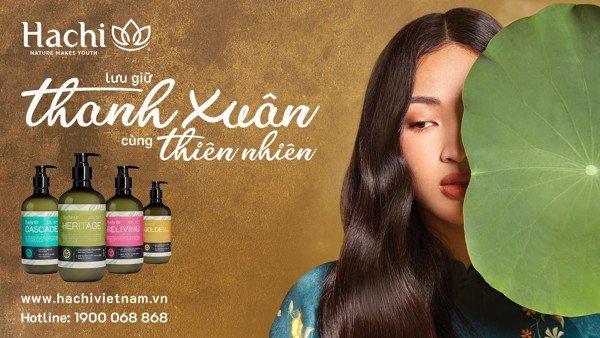 Hachi
NATURE MAKES YOUTH
lưu giữ
thanh xuân
cùng
thiên nhiên
CASCADE
HERITAGE
RELIVING
www.hachivietnam.vn
Hotline: 1900 068 868